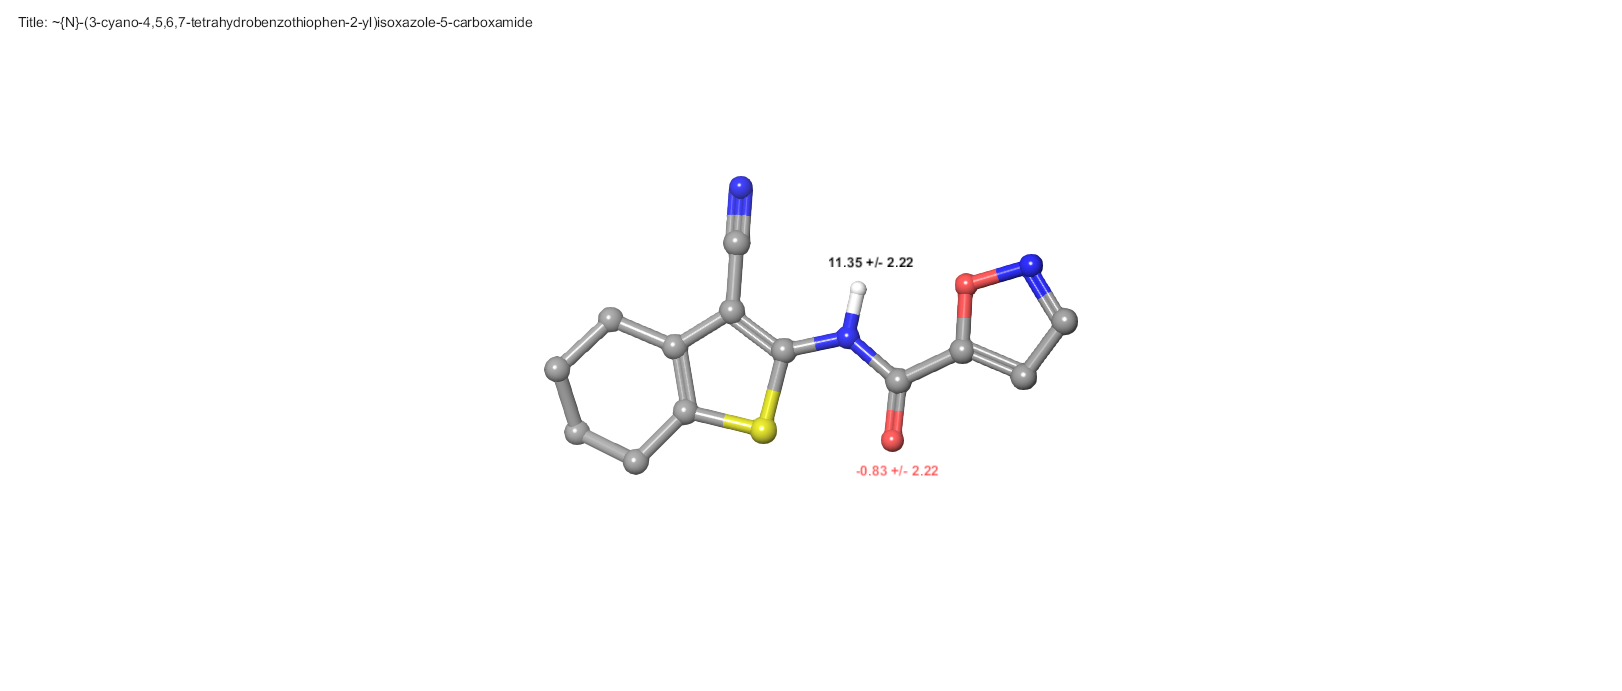 Title: ~{N}-(3-cyano-4,5,6,7-tetrahydrobenzothiophen-2-yl)isoxazole-5-carboxamide
11.35 +/- 2.22
-0.83 +/- 2.22